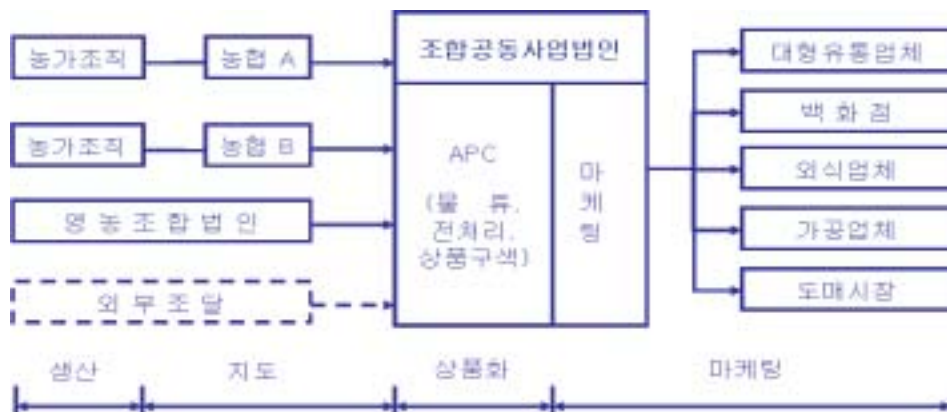 농가조직 농협 A
농가조직 농협 B
영농조합법인
외부조달
조합공동사업법인
APC
(물 류,
전처리,
상품구색)
마
케
팅
대형유통업체
백 화 점
외식업체
가공업체
도매시장
생산 지도 상품화 마케팅